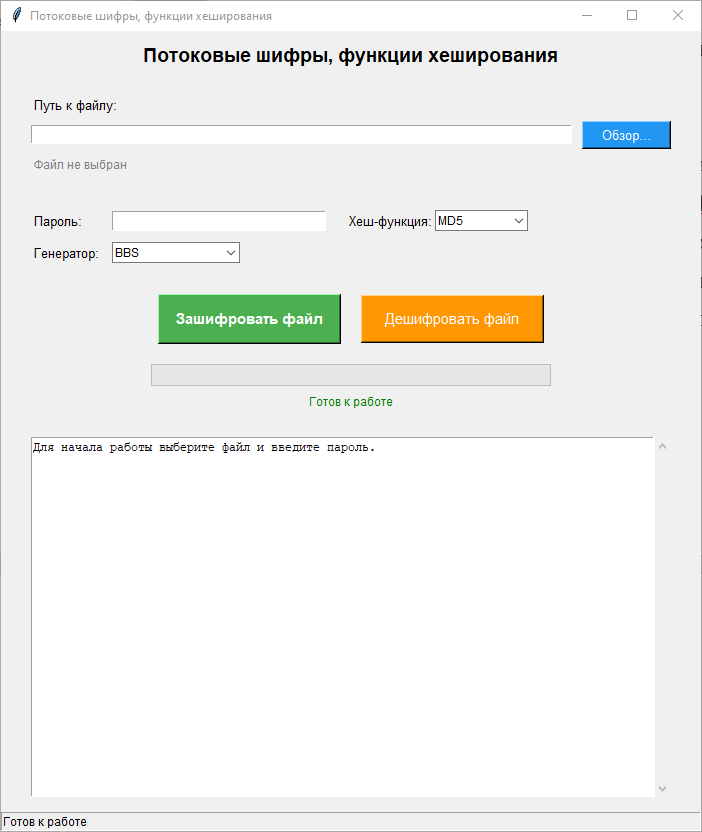 Потоковые шифры, функции хеширования
Потоковые шифры, функции хеширования
Путь к файлу:
Обзор...
Файл не выбран
Пароль:
Хеш-функция: MD5
Генератор: BBS
Зашифровать файл
Дешифровать файл
Готов к работе
Для начала работы выберите файл и введите пароль.
Готов к работе